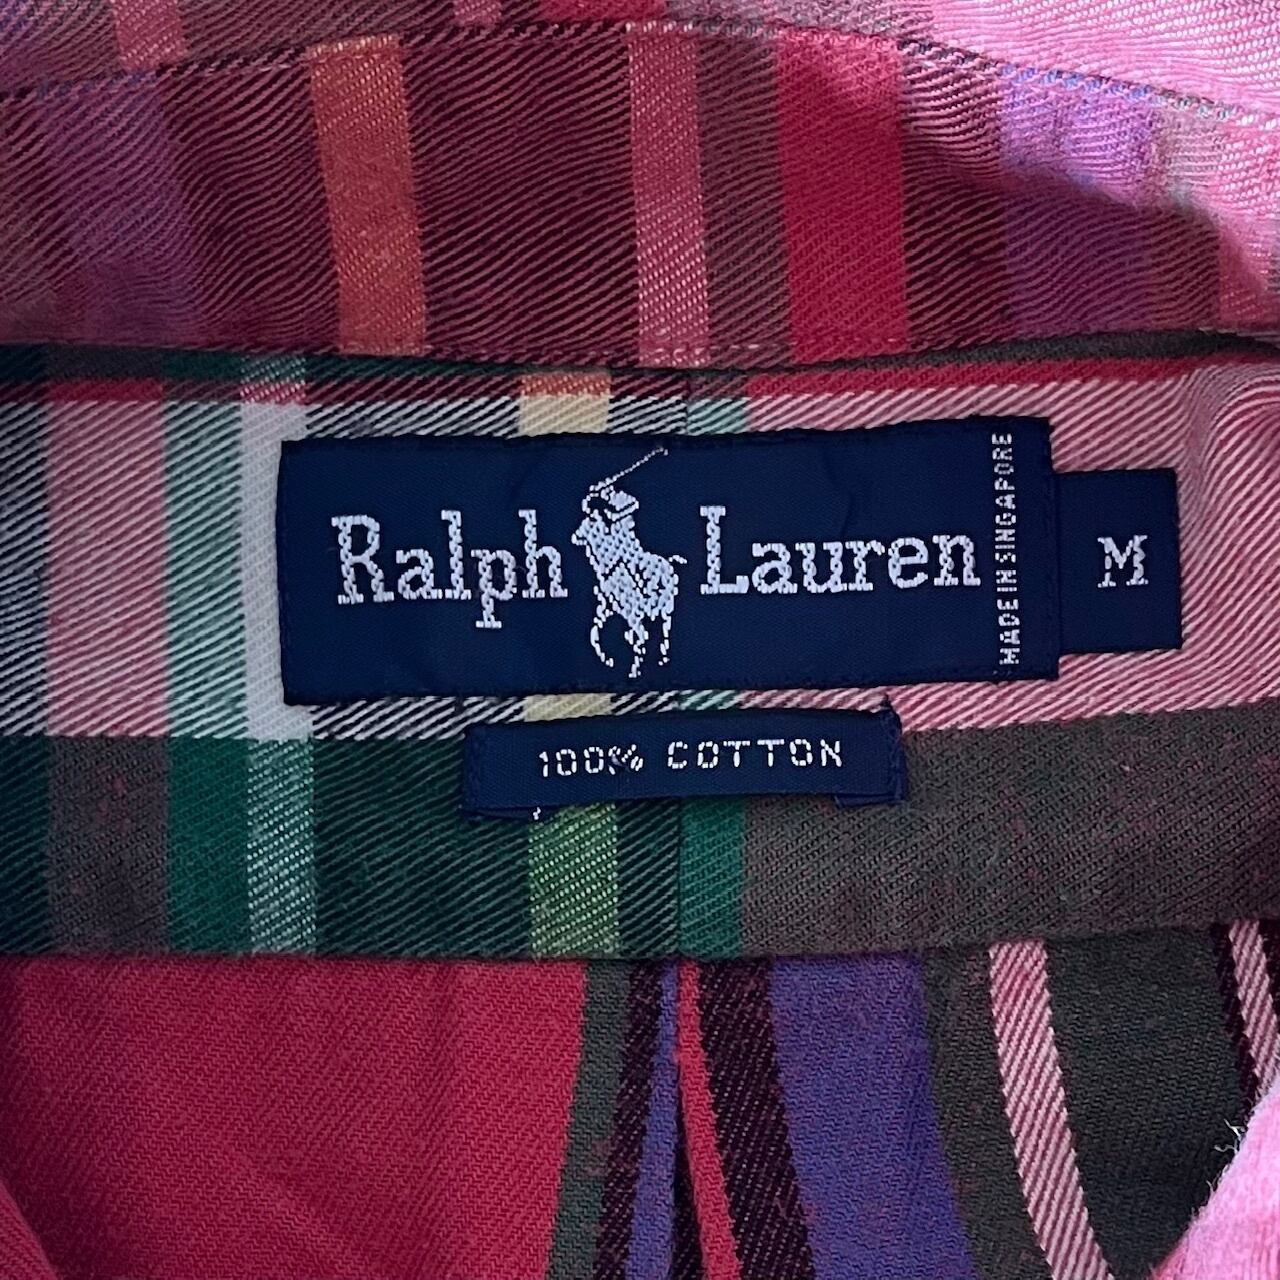 Ralph Lauren
MADE IN SINGAPORE
M
100% COTTON